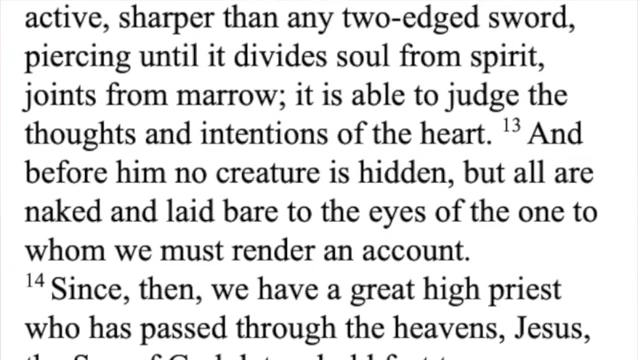 active, sharper than any two-edged sword,
piercing until it divides soul from spirit,
joints from marrow; it is able to judge the
thoughts and intentions of the heart. 13 And
before him no creature is hidden, but all are
naked and laid bare to the eyes of the one to
whom we must render an account.
14 Since, then, we have a great high priest
who has passed through the heavens, Jesus,